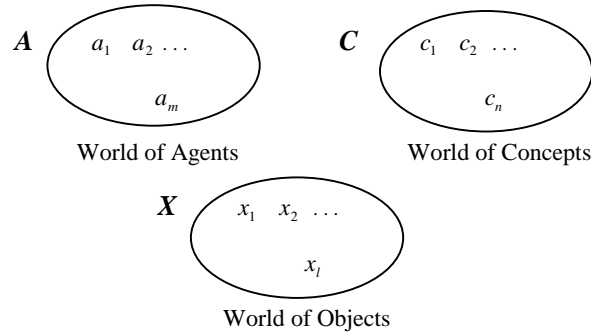 A a₁ a₂ ... C c₁ c₂ ...
aₘ cₙ
World of Agents World of Concepts
X x₁ x₂ ...
xₗ
World of Objects